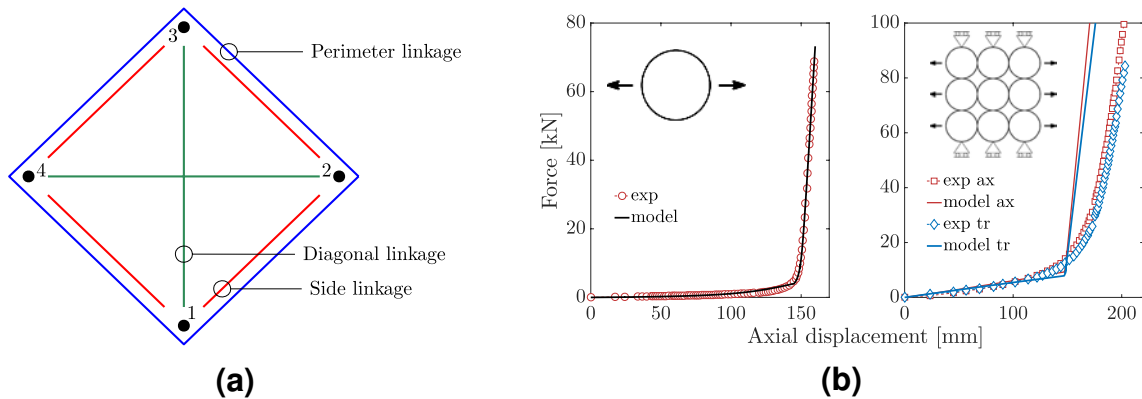 3
Perimeter linkage
4
2
Diagonal linkage
Side linkage
1
(a)
Force [kN]
80
60
40
20
0
exp
model
0
50
100
150
100
80
60
40
20
0
exp ax
model ax
exp tr
model tr
0
100
200
Axial displacement [mm]
(b)